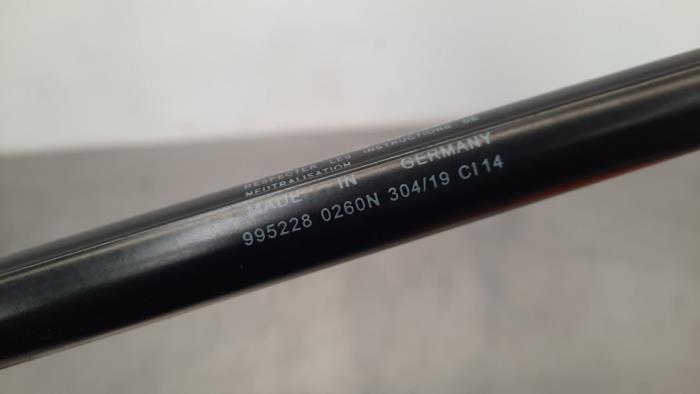 RESPECTER LES INSTRUCTIONS DE
NEUTRALISATION
MADE IN GERMANY
995228 0260N 304/19 CI14